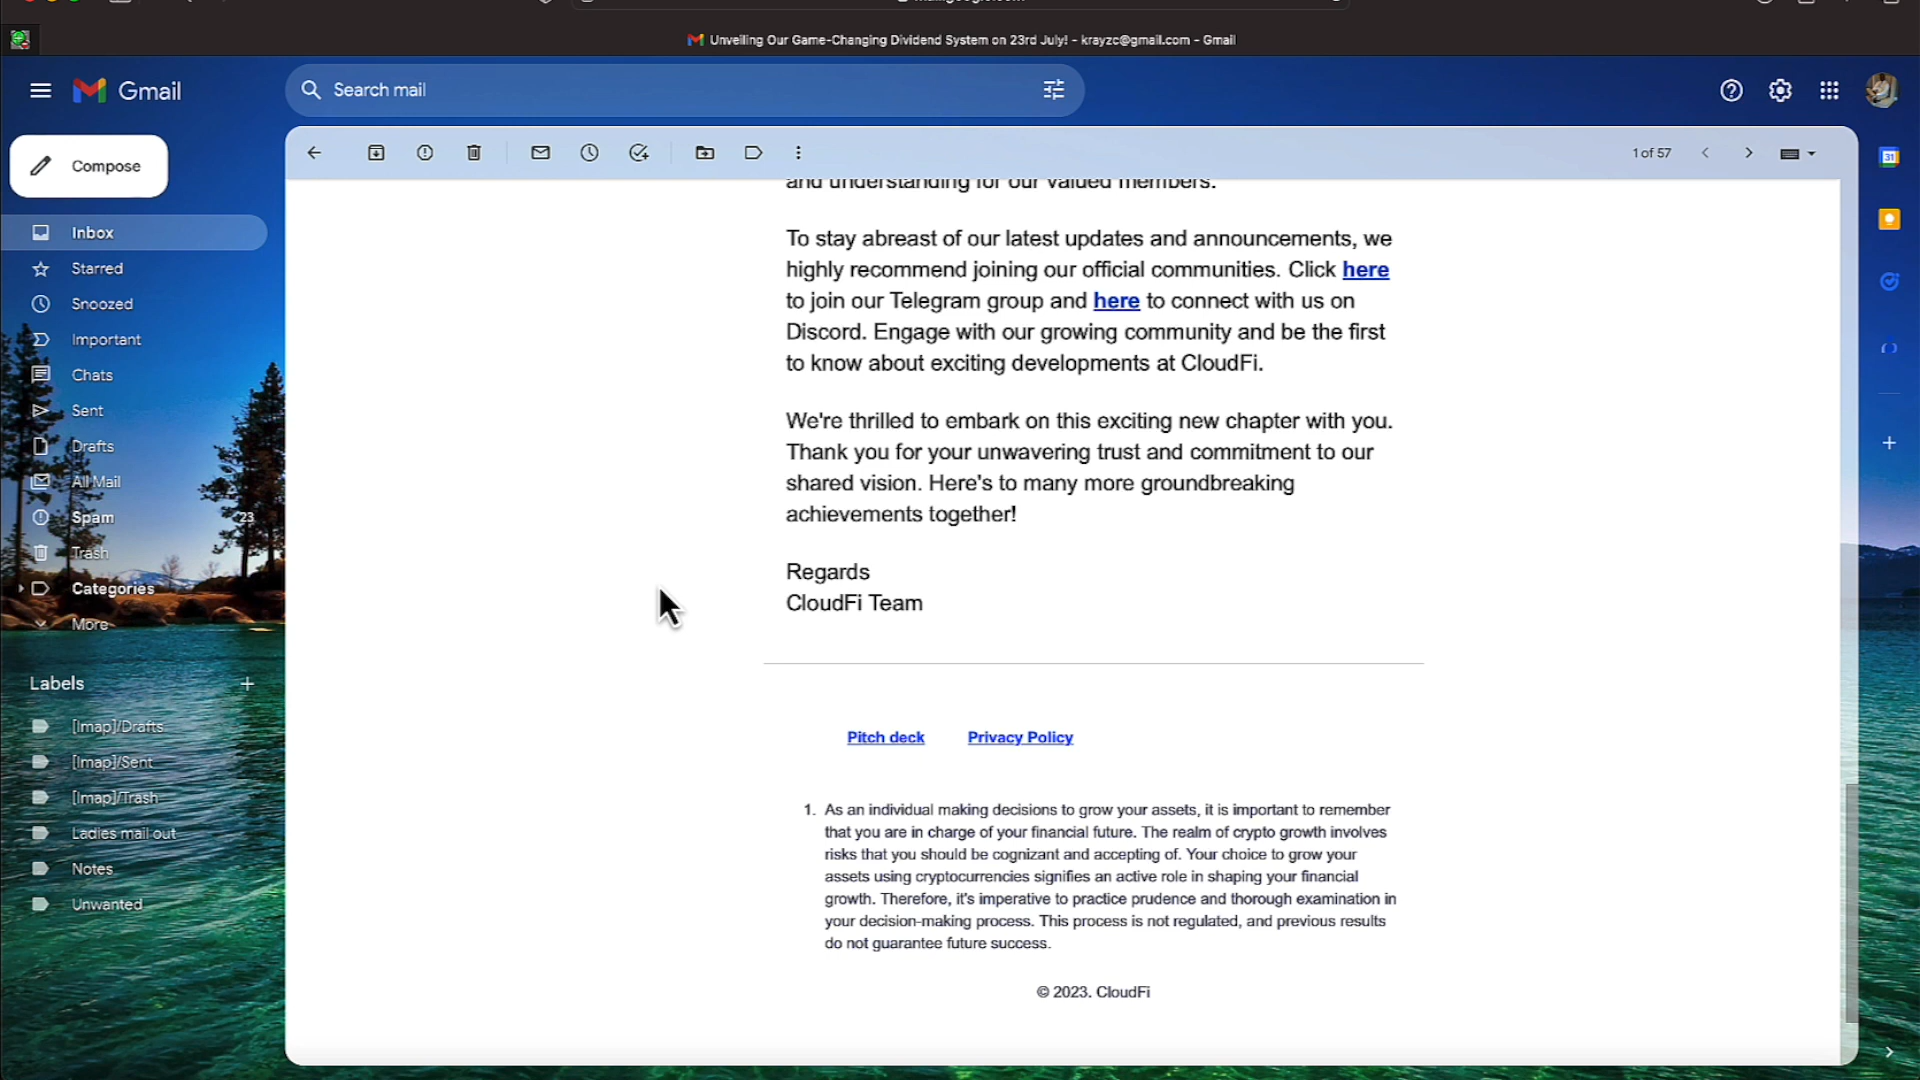 Unveiling Our Game-Changing Dividend System on 23rd July! - krayzc@gmail.com - Gmail
Gmail
Search mail
Compose
1 of 57
Inbox
Starred
Snoozed
Important
Chats
Sent
Drafts
All Mail
Spam 23
Trash
Categories
More
Labels
[Imap]/Drafts
[Imap]/Sent
[Imap]/Trash
Ladies mail out
Notes
Unwanted
and understanding for our valued members.
To stay abreast of our latest updates and announcements, we
highly recommend joining our official communities. Click here
to join our Telegram group and here to connect with us on
Discord. Engage with our growing community and be the first
to know about exciting developments at CloudFi.
We're thrilled to embark on this exciting new chapter with you.
Thank you for your unwavering trust and commitment to our
shared vision. Here's to many more groundbreaking
achievements together!
Regards
CloudFi Team
Pitch deck Privacy Policy
1. As an individual making decisions to grow your assets, it is important to remember
that you are in charge of your financial future. The realm of crypto growth involves
risks that you should be cognizant and accepting of. Your choice to grow your
assets using cryptocurrencies signifies an active role in shaping your financial
growth. Therefore, it's imperative to practice prudence and thorough examination in
your decision-making process. This process is not regulated, and previous results
do not guarantee future success.
© 2023. CloudFi
31